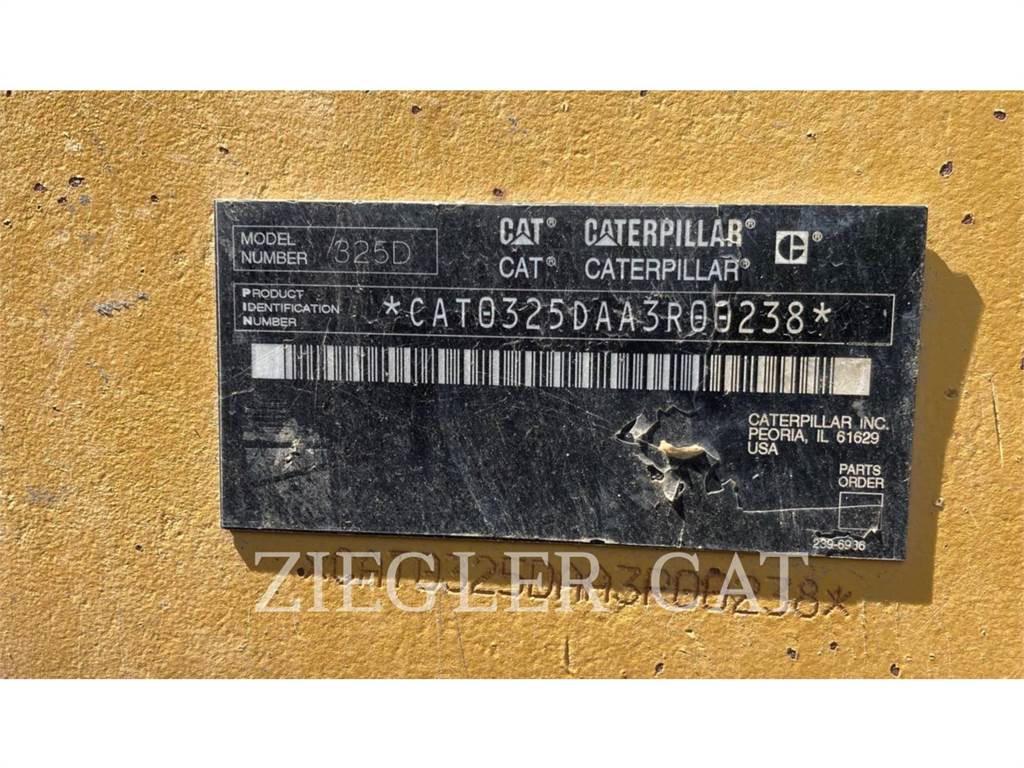 MODEL NUMBER 325D
CAT® CATERPILLAR® C®
CAT® CATERPILLAR®
PRODUCT
IDENTIFICATION
NUMBER
*CAT0325DAA3R00238*
CATERPILLAR INC.
PEORIA, IL 61629
USA
PARTS
ORDER
239-6936
ZIEGLER CAT
*CAT0325DAA3R00238*